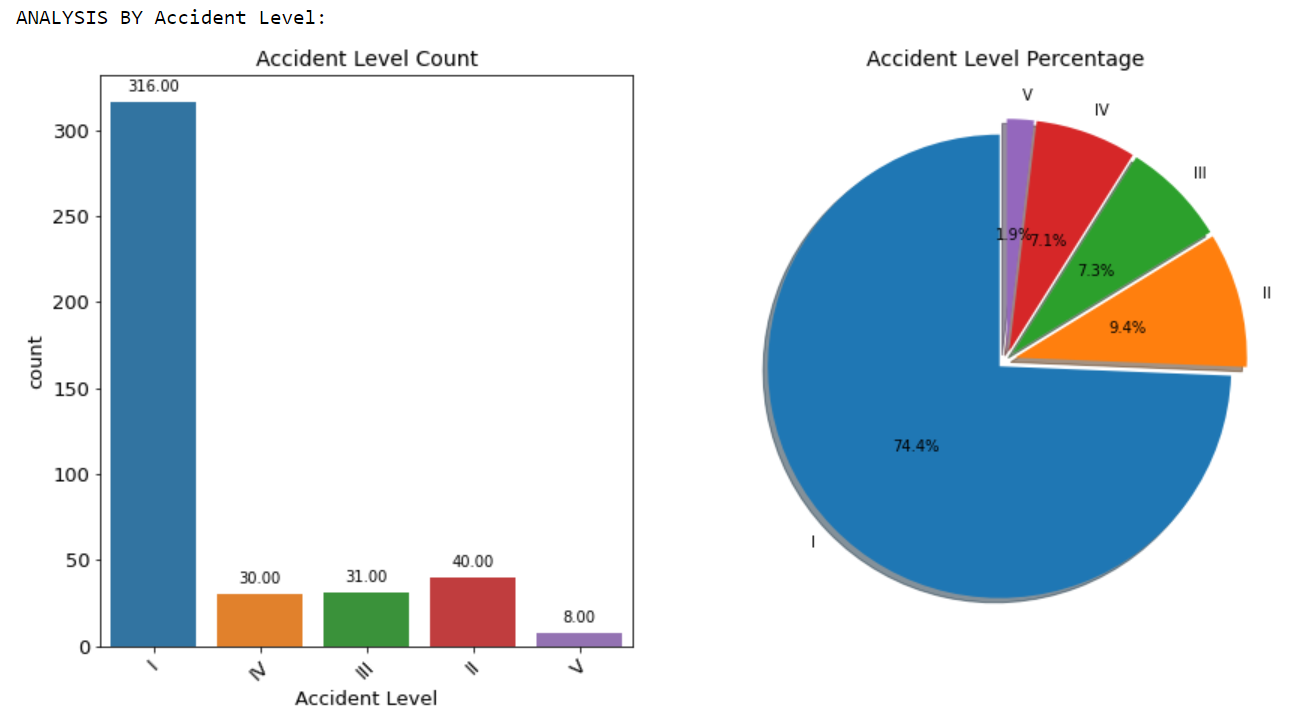 ANALYSIS BY Accident Level:
Accident Level Count
316.00
300
250
200
150
100
50
0
count
30.00
31.00
40.00
8.00
I
IV
III
II
V
Accident Level
Accident Level Percentage
V
IV
III
II
I
1.9%
7.1%
7.3%
9.4%
74.4%